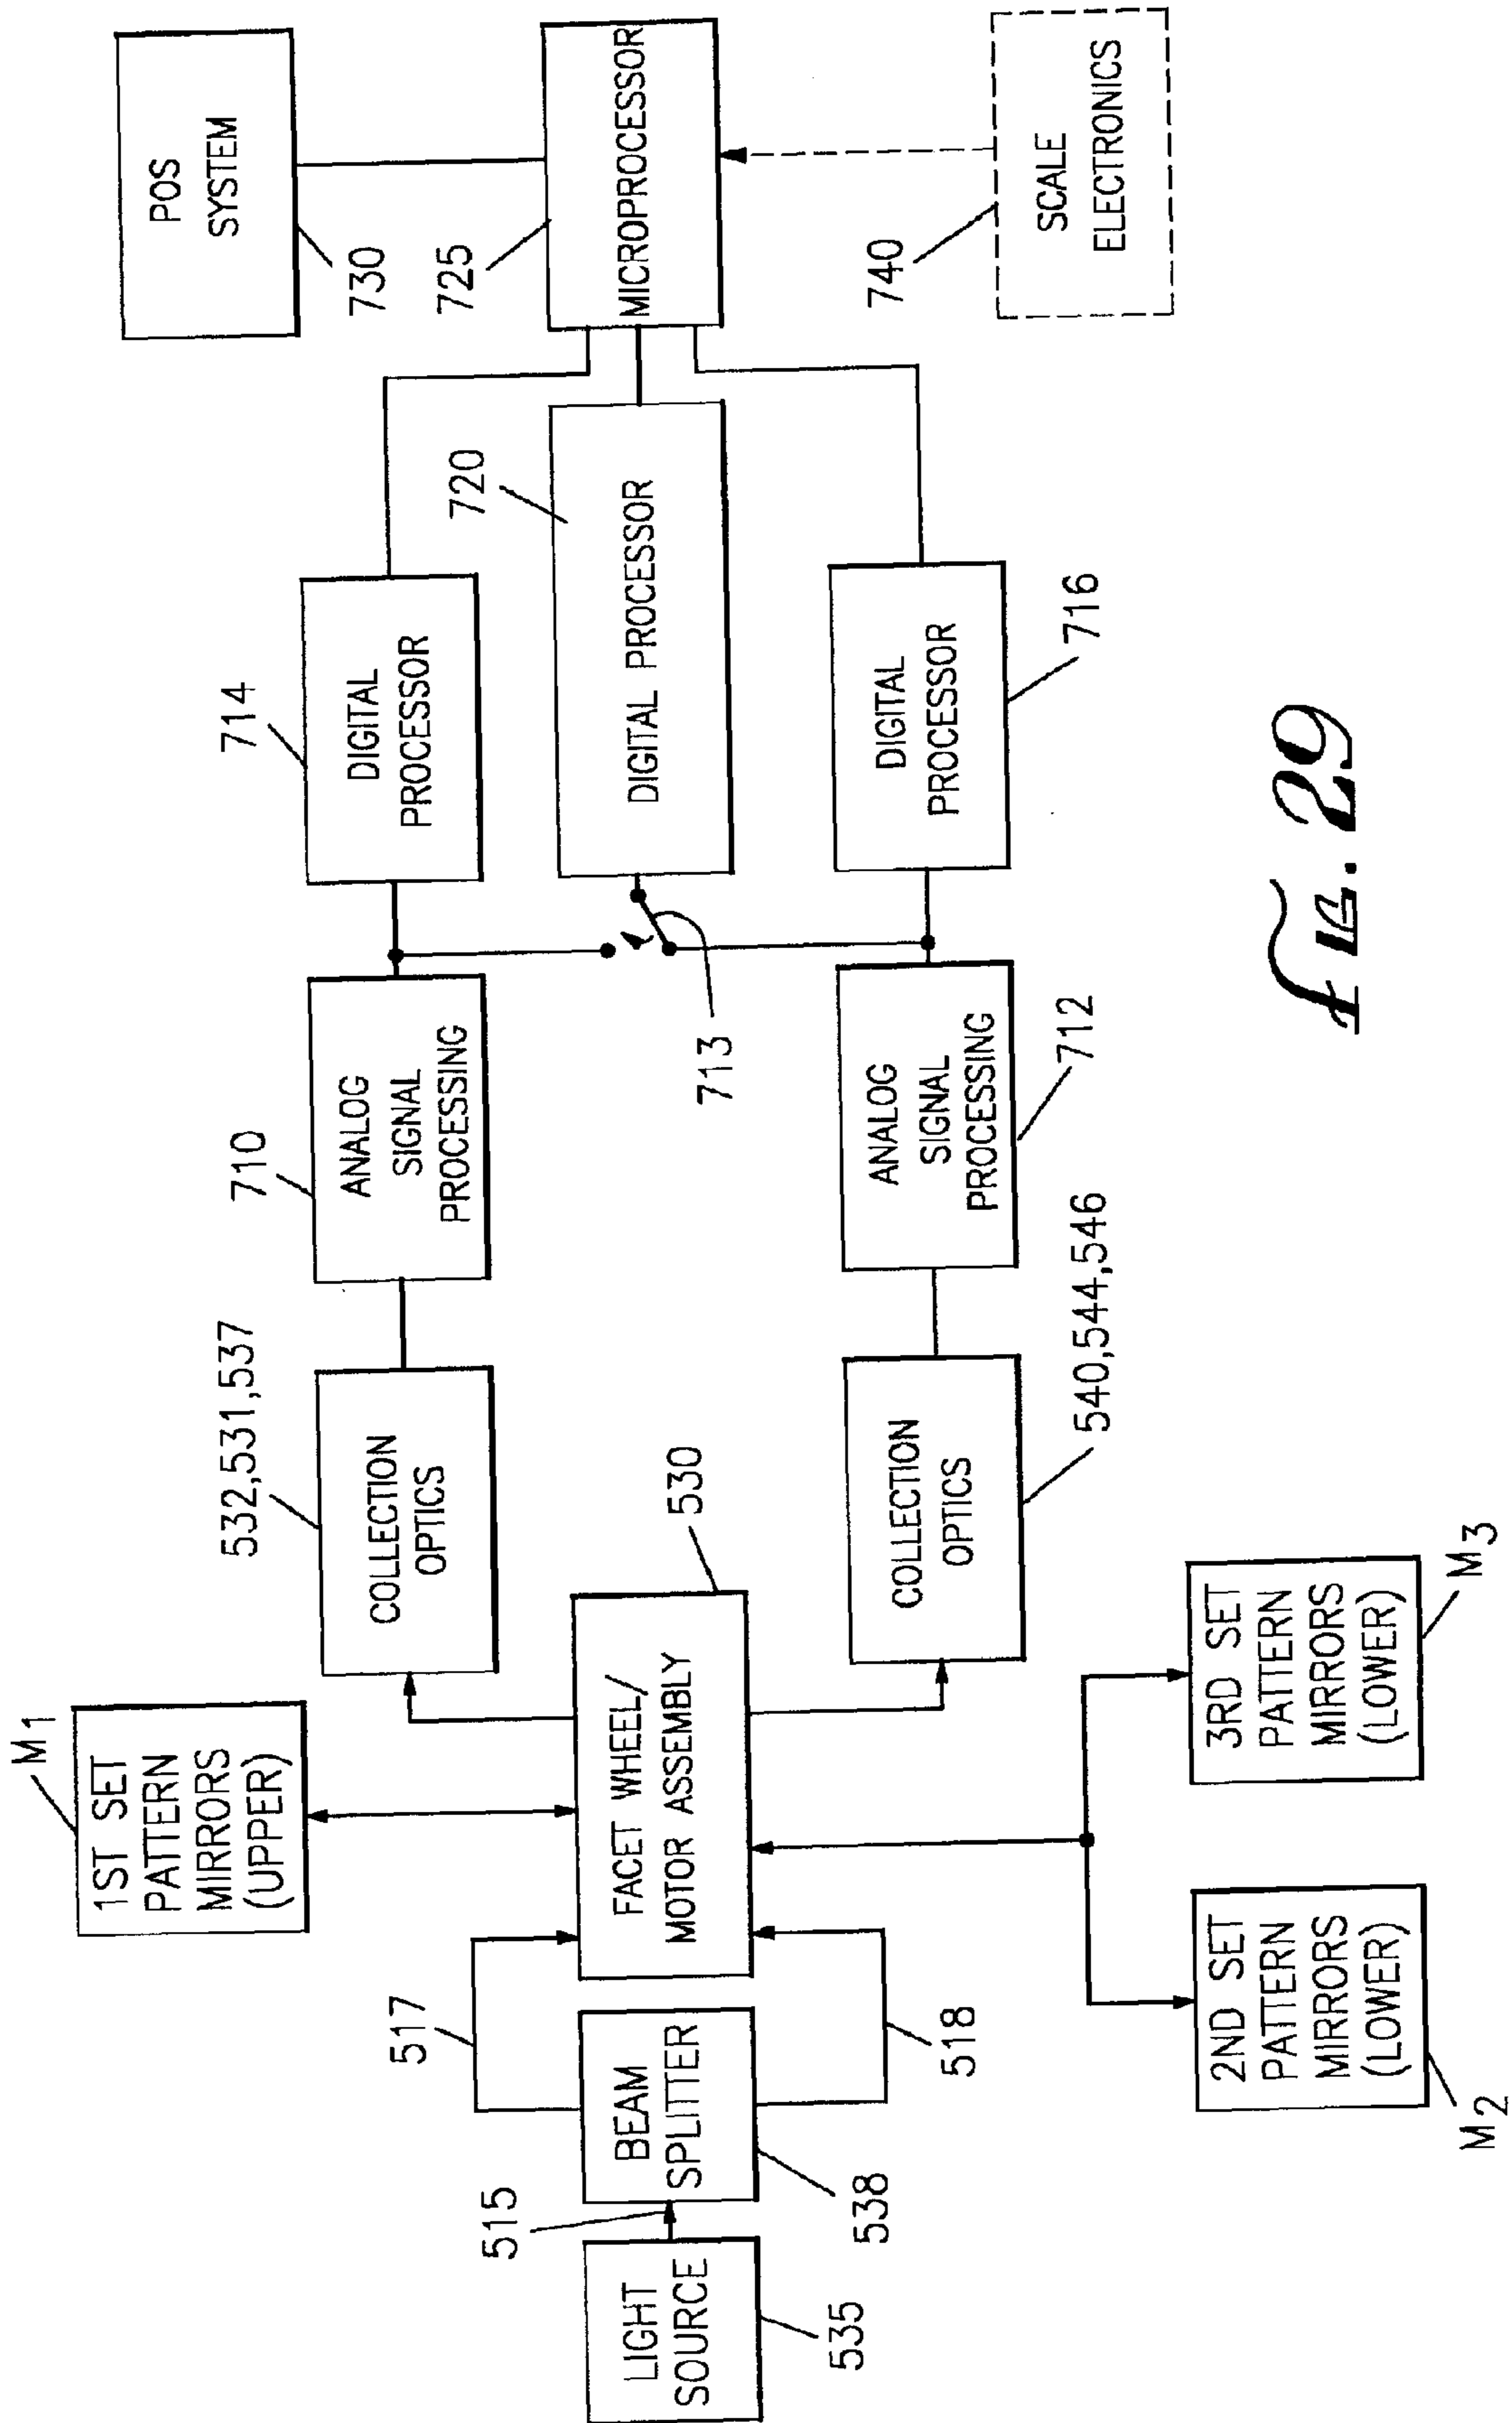 M1
1ST SET
PATTERN
MIRRORS
(UPPER)
532,531,537
COLLECTION
OPTICS
710
ANALOG
SIGNAL
PROCESSING
714
DIGITAL
PROCESSOR
POS
SYSTEM
730
725
MICROPROCESSOR
720
DIGITAL PROCESSOR
713
517
515
LIGHT
SOURCE
535
BEAM
SPLITTER
538
518
FACET WHEEL/
MOTOR ASSEMBLY
530
COLLECTION
OPTICS
540,544,546
ANALOG
SIGNAL
PROCESSING
712
DIGITAL
PROCESSOR
716
740
SCALE
ELECTRONICS
2ND SET
PATTERN
MIRRORS
(LOWER)
M2
3RD SET
PATTERN
MIRRORS
(LOWER)
M3
FIG. 29